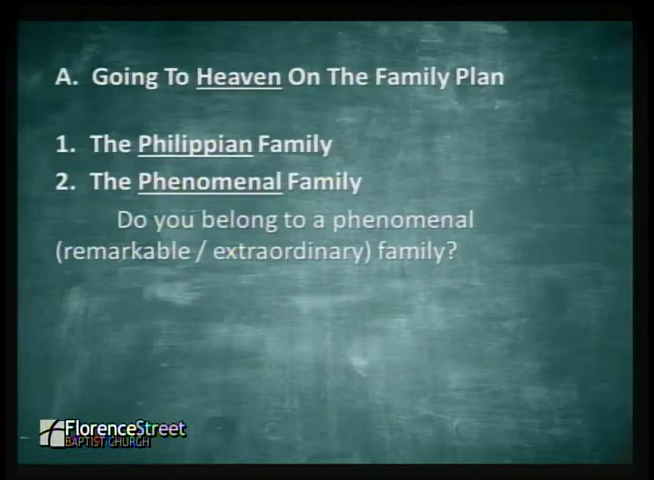 A. Going To Heaven On The Family Plan
1. The Philippian Family
2. The Phenomenal Family
Do you belong to a phenomenal
(remarkable / extraordinary) family?
FlorenceStreet
BAPTIST CHURCH